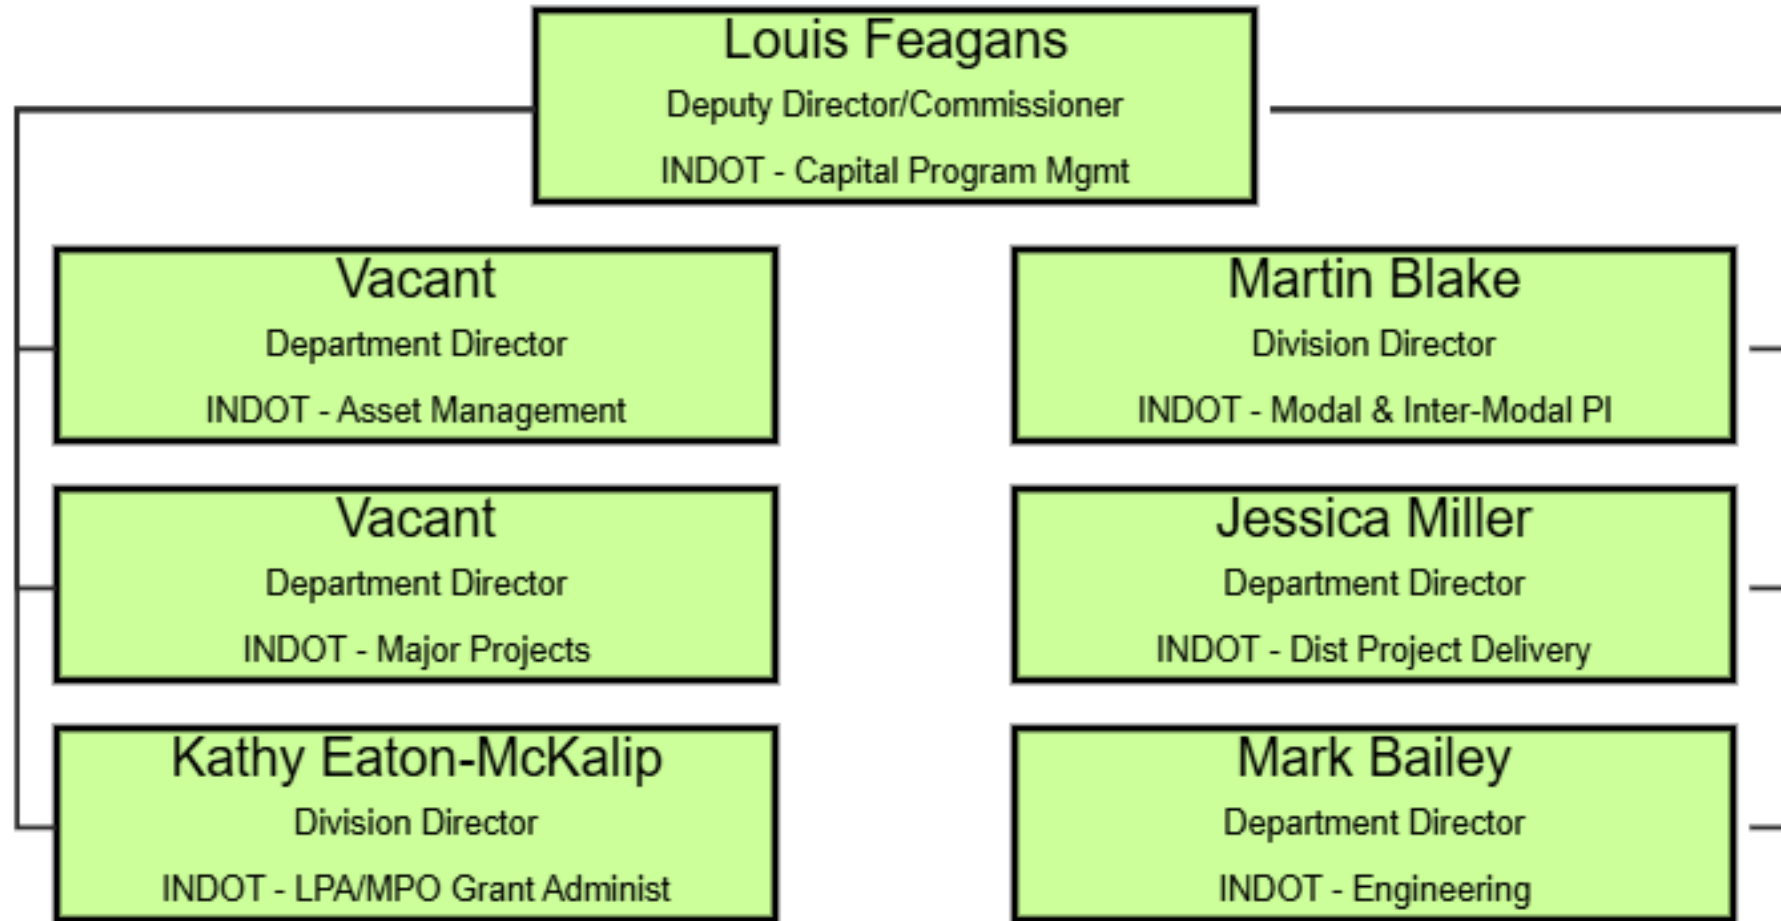 Louis Feagans
Deputy Director/Commissioner
INDOT - Capital Program Mgmt
Vacant
Department Director
INDOT - Asset Management
Martin Blake
Division Director
INDOT - Modal & Inter-Modal Pl
Vacant
Department Director
INDOT - Major Projects
Jessica Miller
Department Director
INDOT - Dist Project Delivery
Kathy Eaton-McKalip
Division Director
INDOT - LPA/MPO Grant Administ
Mark Bailey
Department Director
INDOT - Engineering